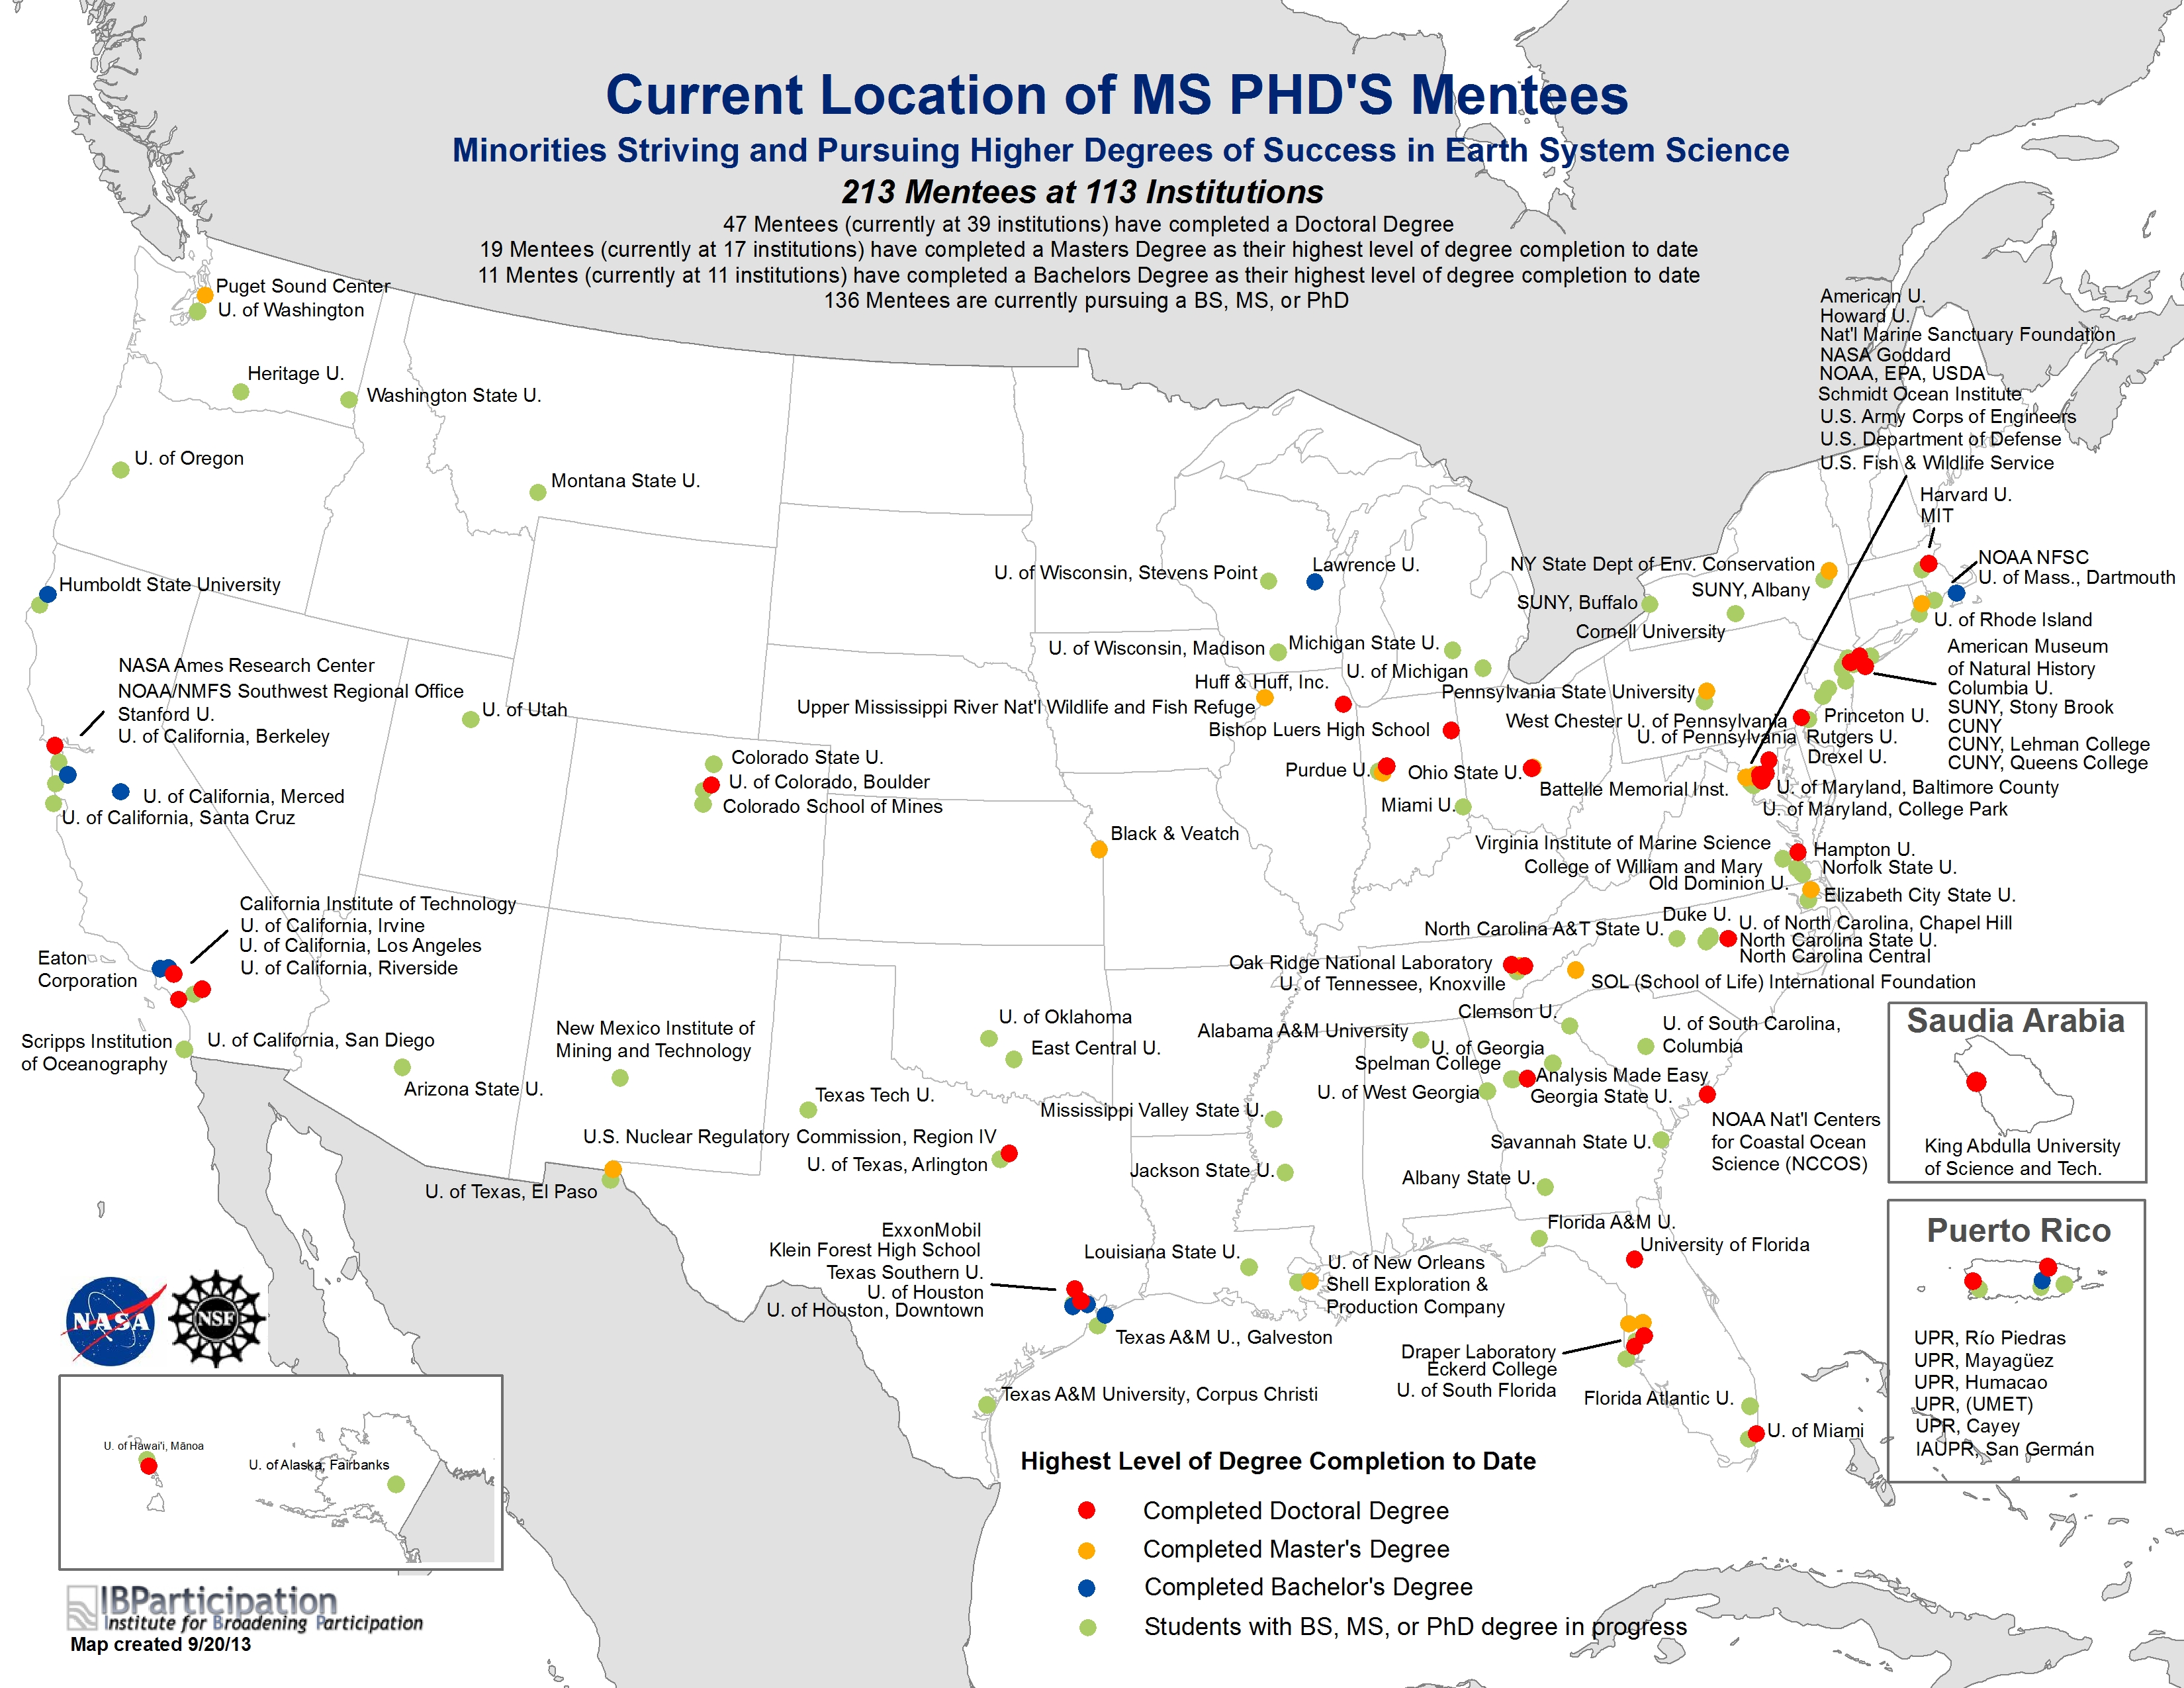 Current Location of MS PHD'S Mentees
Minorities Striving and Pursuing Higher Degrees of Success in Earth System Science
213 Mentees at 113 Institutions
47 Mentees (currently at 39 institutions) have completed a Doctoral Degree
19 Mentees (currently at 17 institutions) have completed a Masters Degree as their highest level of degree completion to date
11 Mentes (currently at 11 institutions) have completed a Bachelors Degree as their highest level of degree completion to date
136 Mentees are currently pursuing a BS, MS, or PhD
Puget Sound Center
U. of Washington
Heritage U.
Washington State U.
U. of Oregon
Montana State U.
Humboldt State University
NASA Ames Research Center
NOAA/NMFS Southwest Regional Office
Stanford U.
U. of California, Berkeley
U. of California, Merced
U. of California, Santa Cruz
U. of Utah
Colorado State U.
U. of Colorado, Boulder
Colorado School of Mines
California Institute of Technology
U. of California, Irvine
U. of California, Los Angeles
U. of California, Riverside
Eaton
Corporation
Scripps Institution
of Oceanography
U. of California, San Diego
Arizona State U.
New Mexico Institute of
Mining and Technology
U. of Oklahoma
East Central U.
Texas Tech U.
U.S. Nuclear Regulatory Commission, Region IV
U. of Texas, Arlington
U. of Texas, El Paso
ExxonMobil
Klein Forest High School
Texas Southern U.
U. of Houston
U. of Houston, Downtown
Texas A&M U., Galveston
Texas A&M University, Corpus Christi
Black & Veatch
U. of Wisconsin, Stevens Point
Lawrence U.
U. of Wisconsin, Madison
Michigan State U.
U. of Michigan
Huff & Huff, Inc.
Upper Mississippi River Nat'l Wildlife and Fish Refuge
Bishop Luers High School
Purdue U.
Ohio State U.
Miami U.
Battelle Memorial Inst.
American U.
Howard U.
Nat'l Marine Sanctuary Foundation
NASA Goddard
NOAA, EPA, USDA
Schmidt Ocean Institute
U.S. Army Corps of Engineers
U.S. Department of Defense
U.S. Fish & Wildlife Service
Harvard U.
MIT
NOAA NFSC
U. of Mass., Dartmouth
NY State Dept of Env. Conservation
SUNY, Albany
SUNY, Buffalo
Cornell University
U. of Rhode Island
American Museum
of Natural History
Columbia U.
SUNY, Stony Brook
CUNY
CUNY, Lehman College
CUNY, Queens College
Pennsylvania State University
West Chester U. of Pennsylvania
U. of Pennsylvania
Princeton U.
Rutgers U.
Drexel U.
U. of Maryland, Baltimore County
U. of Maryland, College Park
Virginia Institute of Marine Science
College of William and Mary
Old Dominion U.
Hampton U.
Norfolk State U.
Elizabeth City State U.
Duke U.
North Carolina A&T State U.
U. of North Carolina, Chapel Hill
North Carolina State U.
North Carolina Central
Oak Ridge National Laboratory
U. of Tennessee, Knoxville
SOL (School of Life) International Foundation
Clemson U.
Alabama A&M University
U. of Georgia
Spelman College
U. of West Georgia
U. of South Carolina,
Columbia
Analysis Made Easy
Georgia State U.
NOAA Nat'l Centers
for Coastal Ocean
Science (NCCOS)
Mississippi Valley State U.
Jackson State U.
Savannah State U.
Albany State U.
Florida A&M U.
University of Florida
Louisiana State U.
U. of New Orleans
Shell Exploration &
Production Company
Draper Laboratory
Eckerd College
U. of South Florida
Florida Atlantic U.
U. of Miami
Saudia Arabia
King Abdulla University
of Science and Tech.
Puerto Rico
UPR, Río Piedras
UPR, Mayagüez
UPR, Humacao
UPR, (UMET)
UPR, Cayey
IAUPR, San Germán
NASA
NSF
U. of Hawai'i, Mānoa
U. of Alaska, Fairbanks
IBParticipation
Institute for Broadening Participation
Map created 9/20/13
Highest Level of Degree Completion to Date
Completed Doctoral Degree
Completed Master's Degree
Completed Bachelor's Degree
Students with BS, MS, or PhD degree in progress